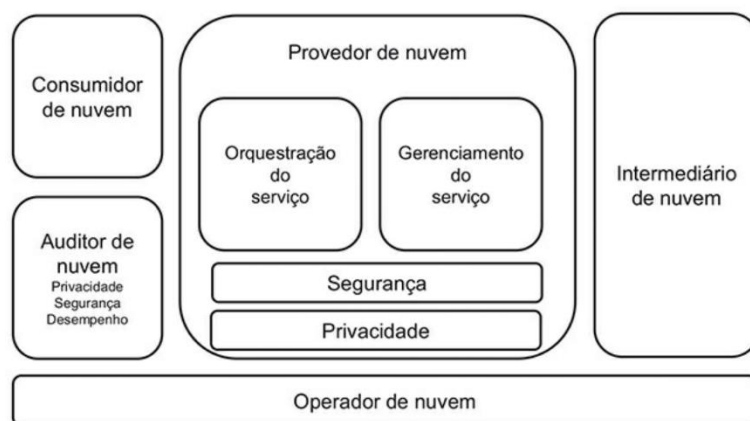 Consumidor
de nuvem
Auditor de
nuvem
Privacidade
Segurança
Desempenho
Provedor de nuvem
Orquestração
do
serviço
Gerenciamento
do
serviço
Segurança
Privacidade
Intermediário
de nuvem
Operador de nuvem